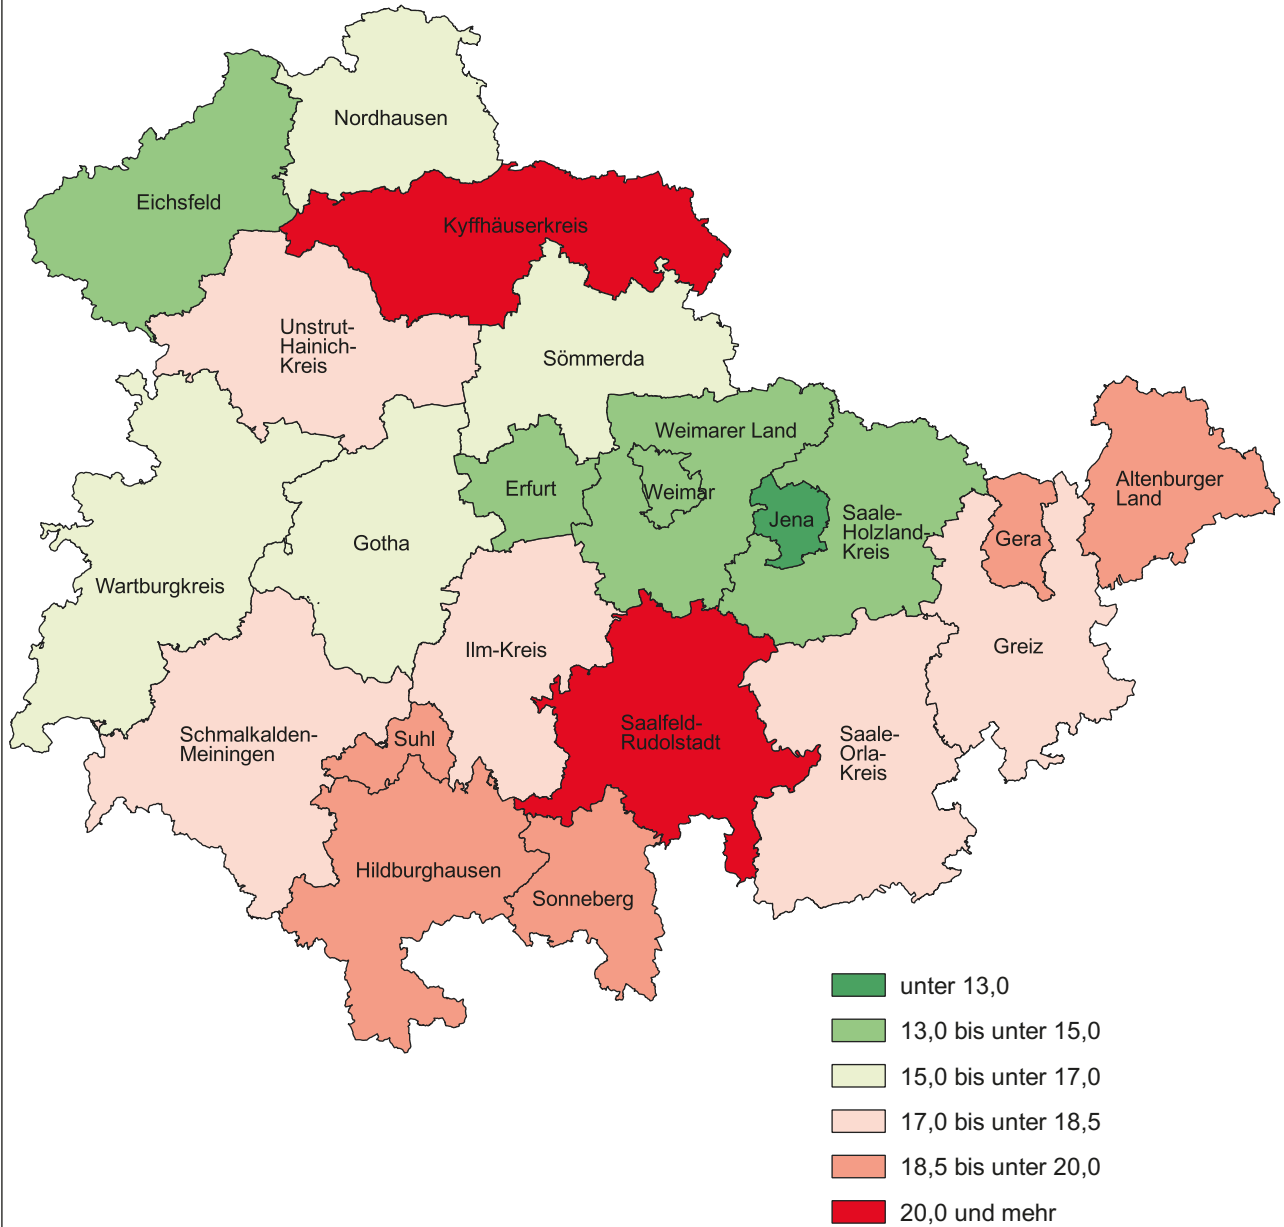 Nordhausen
Eichsfeld
Kyffhäuserkreis
Unstrut-
Hainich-
Kreis
Sömmerda
Weimarer Land
Altenburger
Land
Erfurt
Weimar
Jena
Saale-
Holzland-
Kreis
Gera
Gotha
Wartburgkreis
Ilm-Kreis
Greiz
Schmalkalden-
Meiningen
Suhl
Saalfeld-
Rudolstadt
Saale-
Orla-
Kreis
Hildburghausen
Sonneberg
unter 13,0
13,0 bis unter 15,0
15,0 bis unter 17,0
17,0 bis unter 18,5
18,5 bis unter 20,0
20,0 und mehr